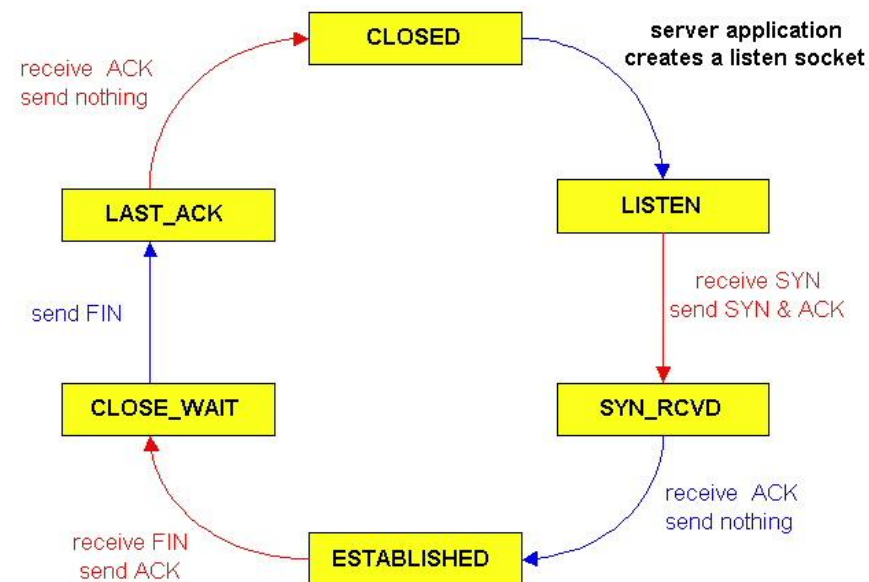 CLOSED
server application
creates a listen socket
receive ACK
send nothing
LAST_ACK
LISTEN
receive SYN
send SYN & ACK
send FIN
CLOSE_WAIT
SYN_RCVD
receive ACK
send nothing
receive FIN
send ACK
ESTABLISHED